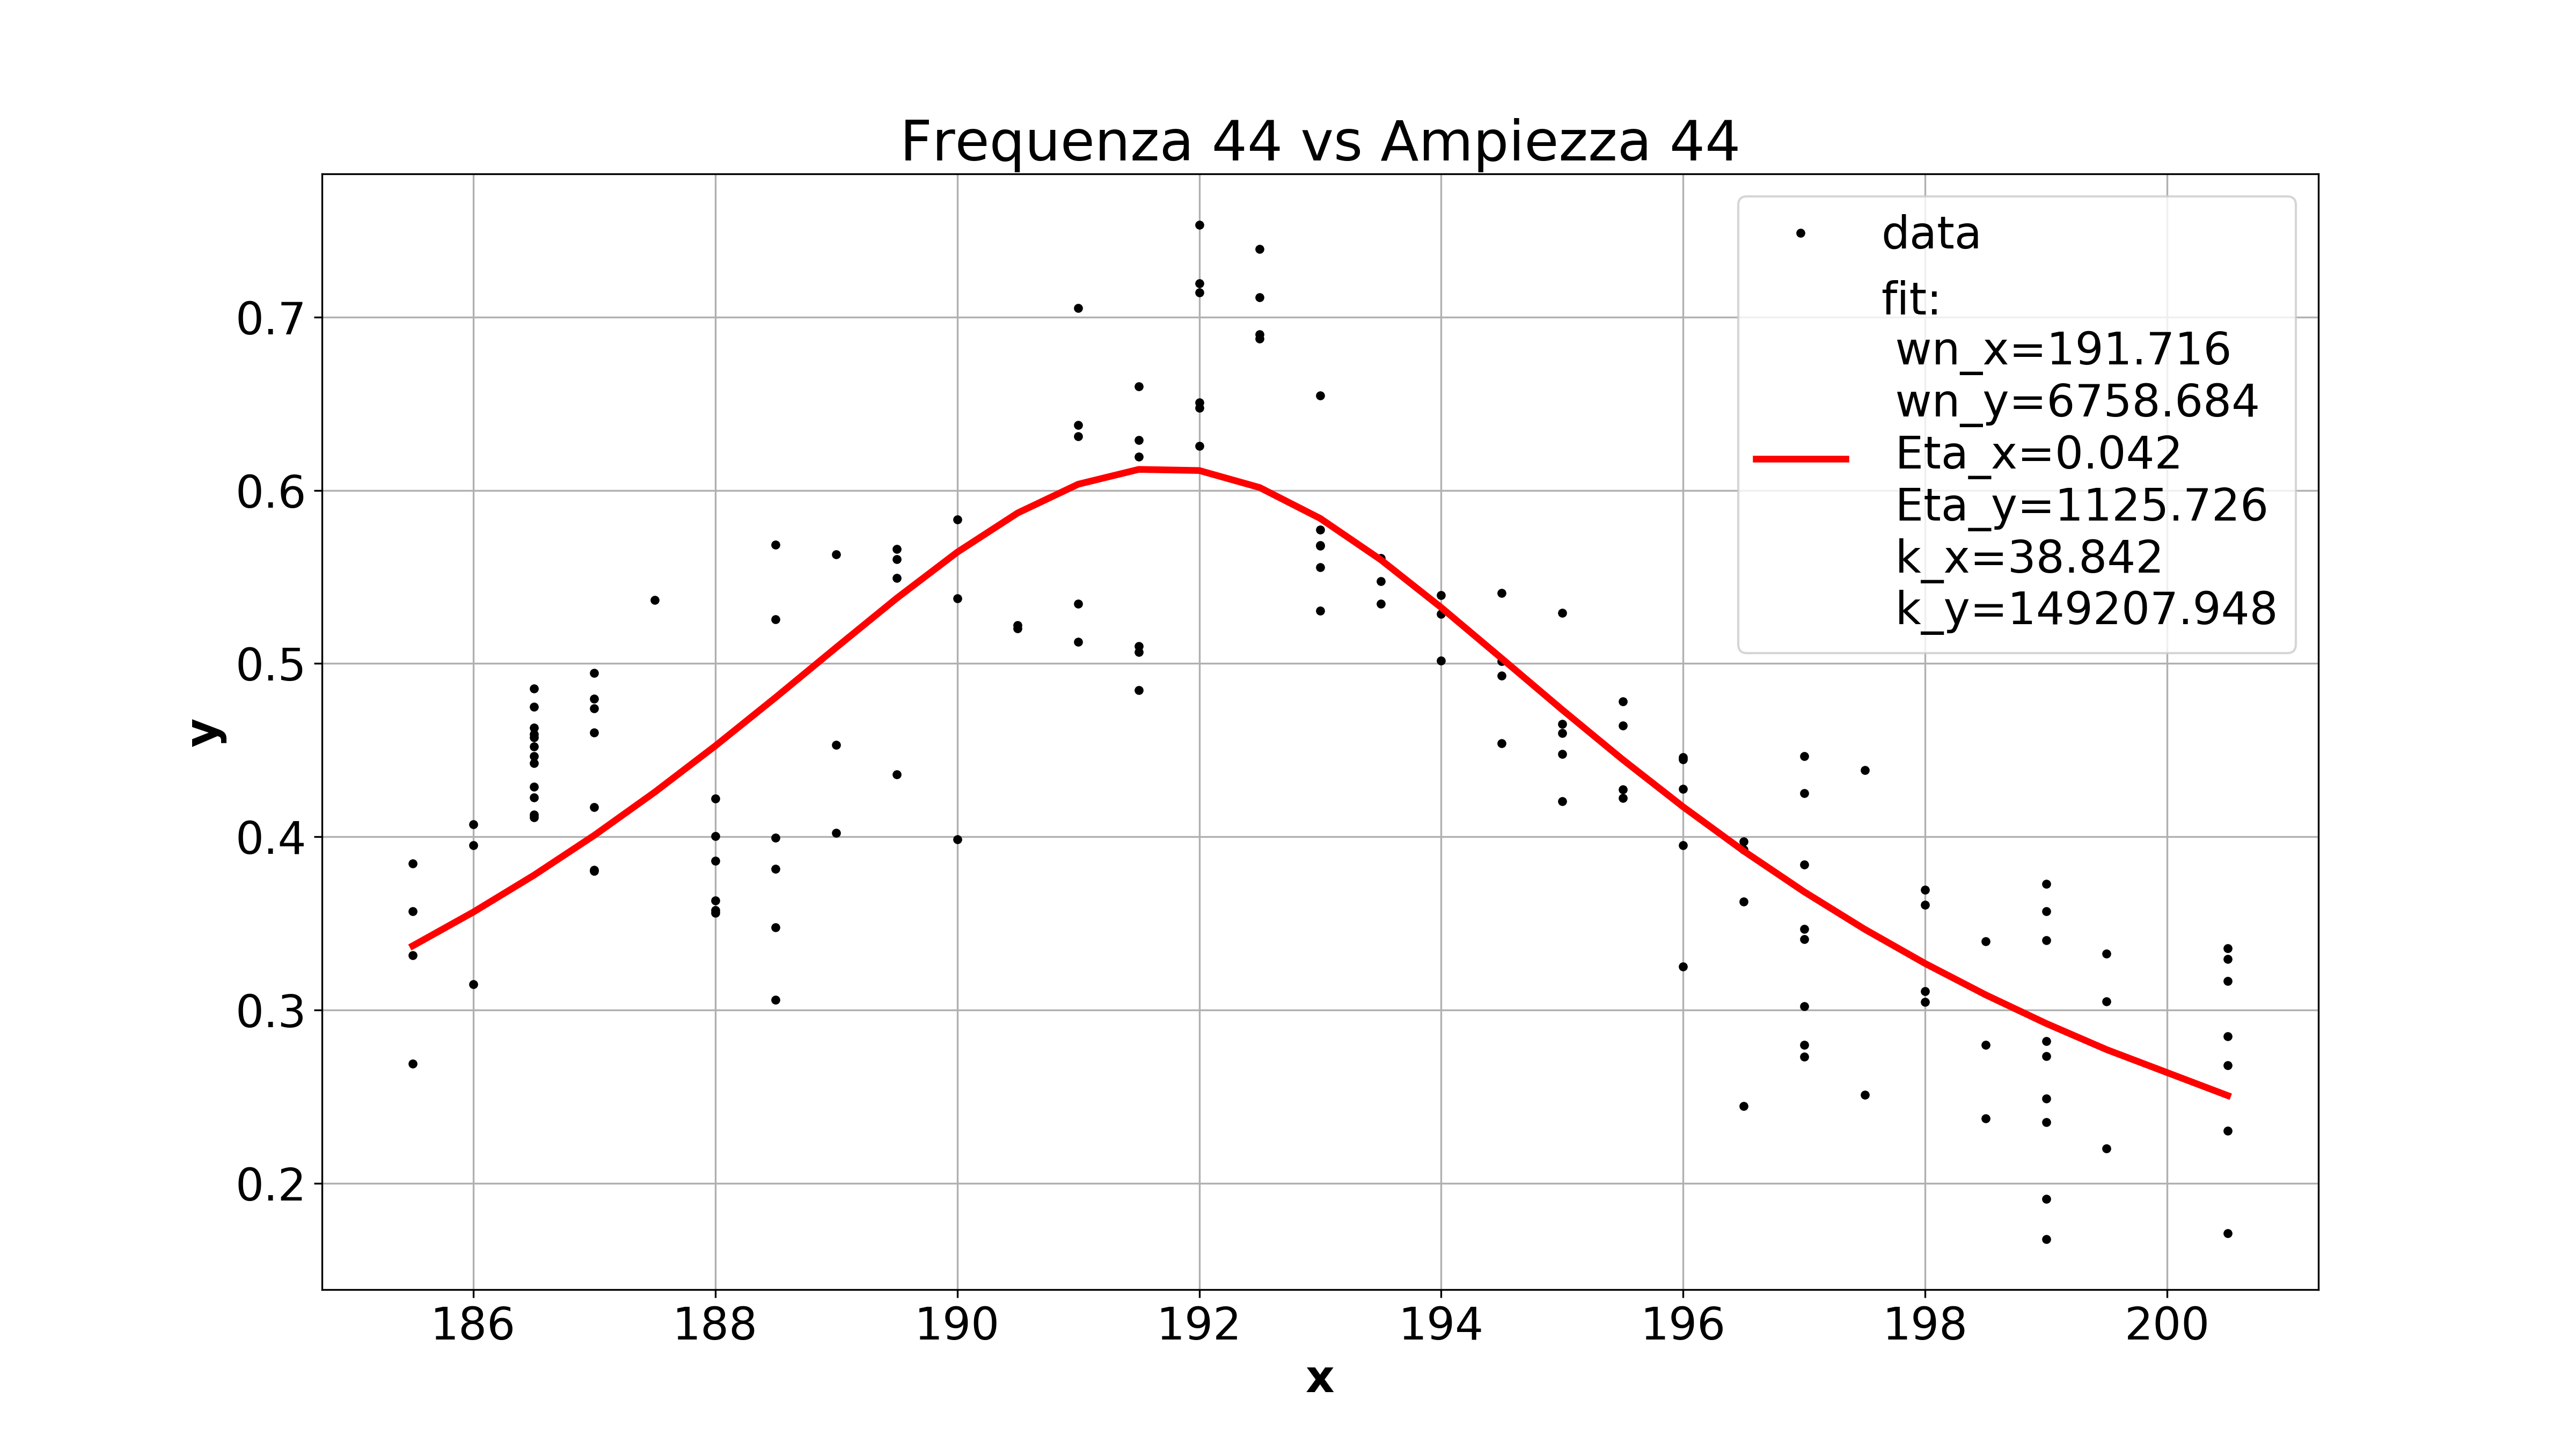 Frequenza 44 vs Ampiezza 44
data
fit:
wn_x=191.716
wn_y=6758.684
Eta_x=0.042
Eta_y=1125.726
k_x=38.842
k_y=149207.948
y
0.7
0.6
0.5
0.4
0.3
0.2
186 188 190 192 194 196 198 200
x